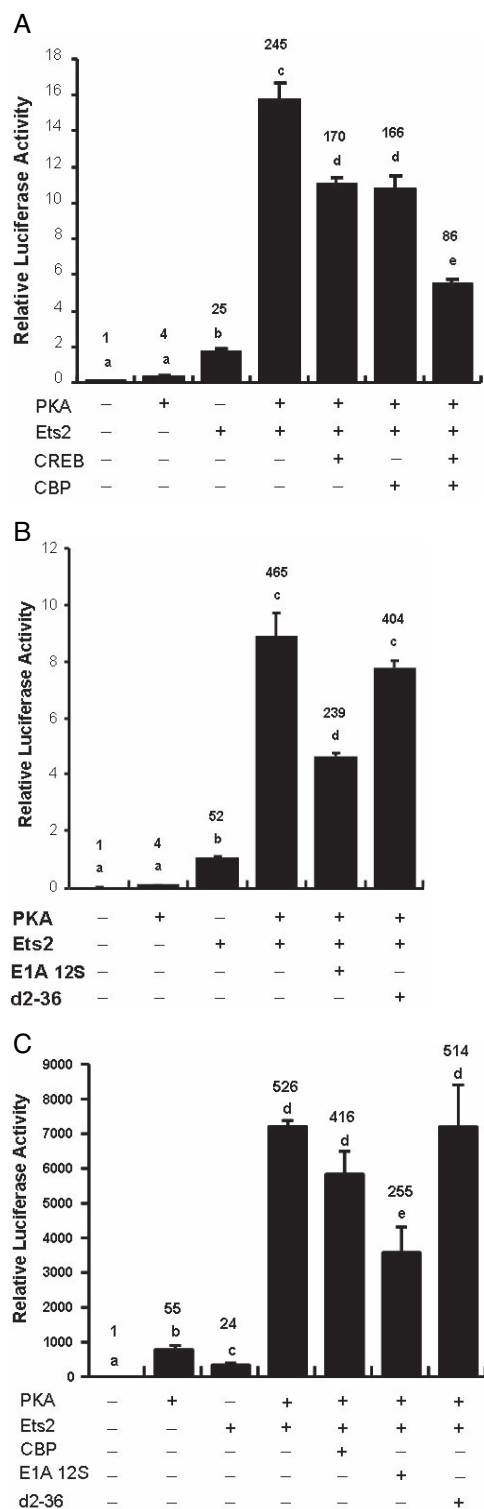 A
Relative Luciferase Activity
18
16
14
12
10
8
6
4
2
0
1
a
4
a
25
b
245
c
170
d
166
d
86
e
PKA – + – + + + +
Ets2 – – + + + + +
CREB – – – – + – +
CBP – – – – – + +
B
Relative Luciferase Activity
12
10
8
6
4
2
0
1
a
4
a
52
b
465
c
239
d
404
c
PKA – + – + + +
Ets2 – – + + + +
E1A 12S – – – – + –
d2-36 – – – – – +
C
Relative Luciferase Activity
9000
8000
7000
6000
5000
4000
3000
2000
1000
0
1
a
55
b
24
c
526
d
416
d
255
e
514
d
PKA – + – + + + +
Ets2 – – + + + + +
CBP – – – – + – –
E1A 12S – – – – – + –
d2-36 – – – – – – +